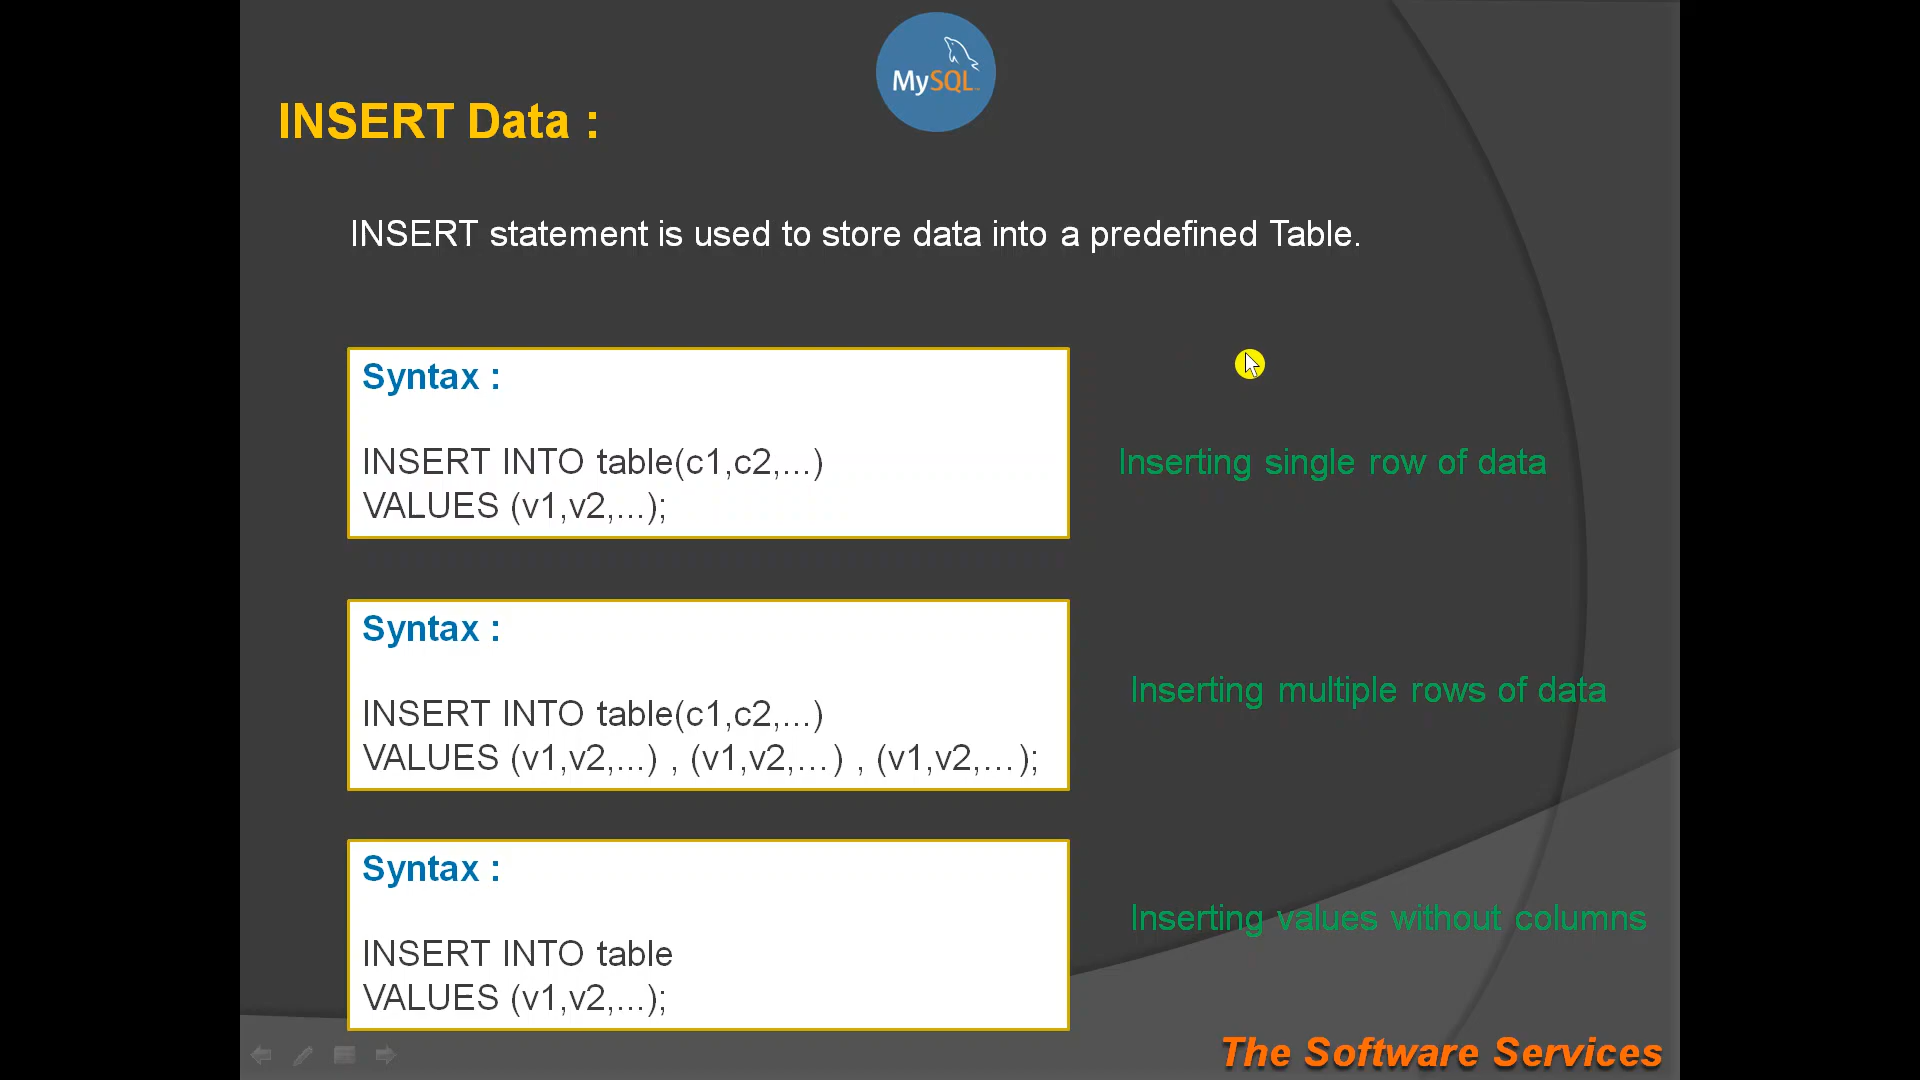 MySQL
INSERT Data :
INSERT statement is used to store data into a predefined Table.
Syntax :
INSERT INTO table(c1,c2,...)
VALUES (v1,v2,...);
Inserting single row of data
Syntax :
INSERT INTO table(c1,c2,...)
VALUES (v1,v2,...) , (v1,v2,...) , (v1,v2,...);
Inserting multiple rows of data
Syntax :
INSERT INTO table
VALUES (v1,v2,...);
Inserting values without columns
The Software Services